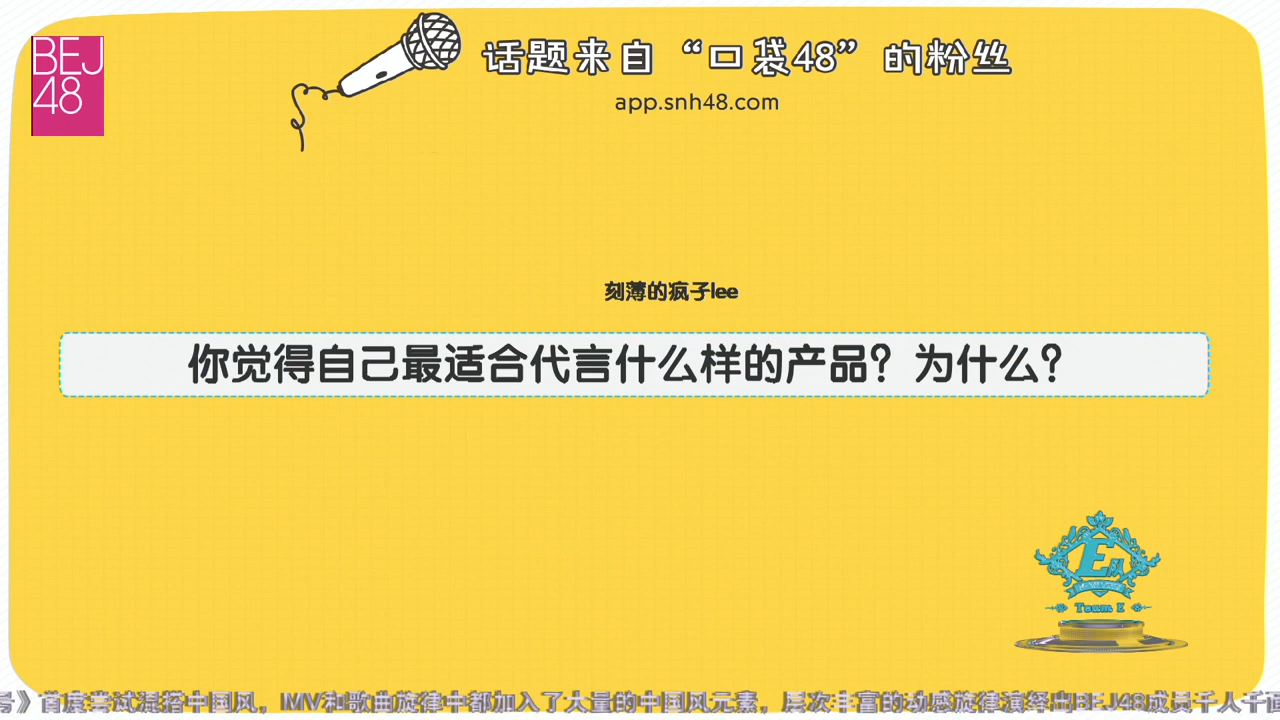 BEJ
48
话题来自“口袋48”的粉丝
app.snh48.com
刻薄的疯子lee
你觉得自己最适合代言什么样的产品？为什么？
E队
Team E
号》首度尝试混搭中国风，MV和歌曲旋律中都加入了大量的中国风元素，层次丰富的动感旋律演绎出BEJ48成员千人千面